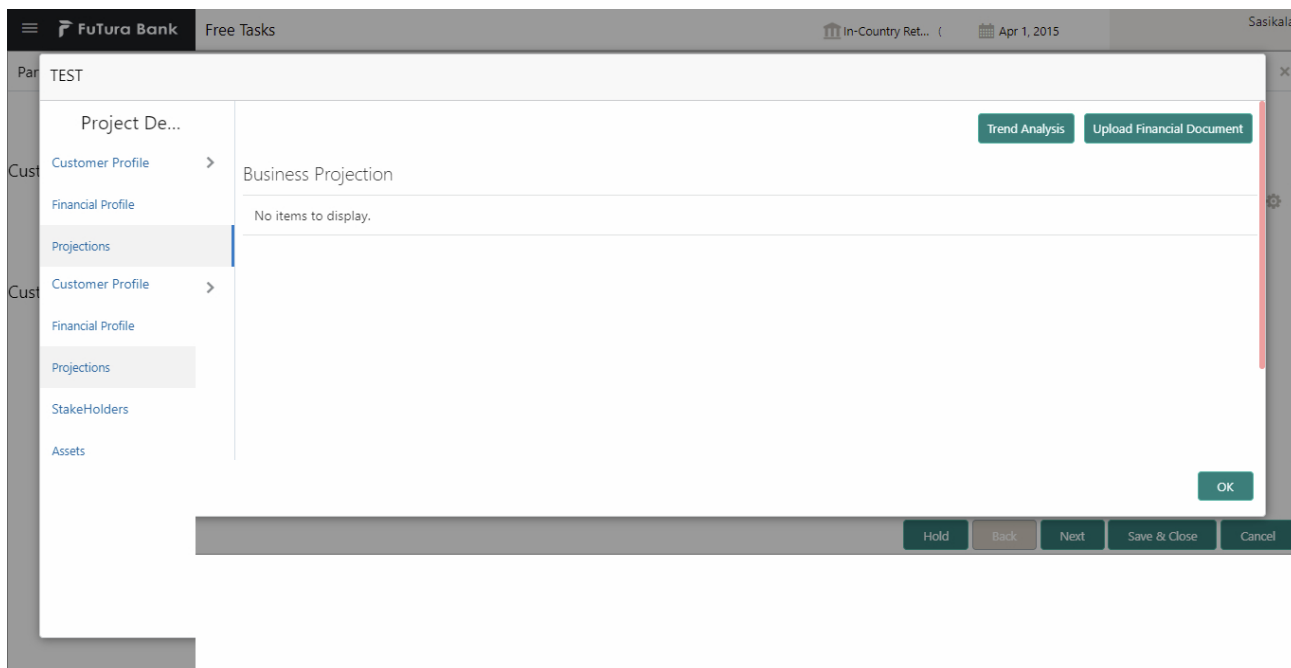 FuTura Bank Free Tasks In-Country Ret... ( Apr 1, 2015 Sasikala
Par TEST ×
Project De...
Trend Analysis Upload Financial Document
Customer Profile
Cust
Business Projection
Financial Profile
No items to display.
Projections
Customer Profile
Cust
Financial Profile
Projections
StakeHolders
Assets
OK
Hold Back Next Save & Close Cancel